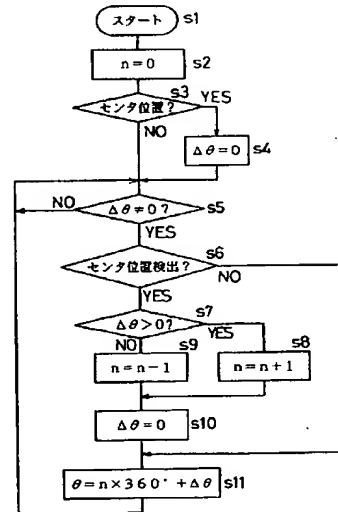 スタート s1
n=0 s2
s3
センタ位置? YES
NO
Δθ=0 s4
NO Δθ≠0? s5
YES
s6
センタ位置検出? NO
YES
s7
Δθ>0? YES
NO s9 s8
n=n-1 n=n+1
Δθ=0 s10
θ=n×360°+Δθ s11